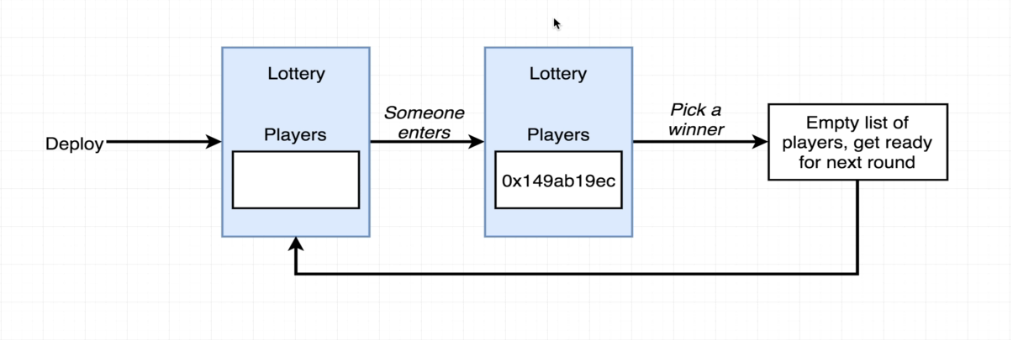 Deploy
Lottery
Players
Someone
enters
Lottery
Players
0x149ab19ec
Pick a
winner
Empty list of
players, get ready
for next round